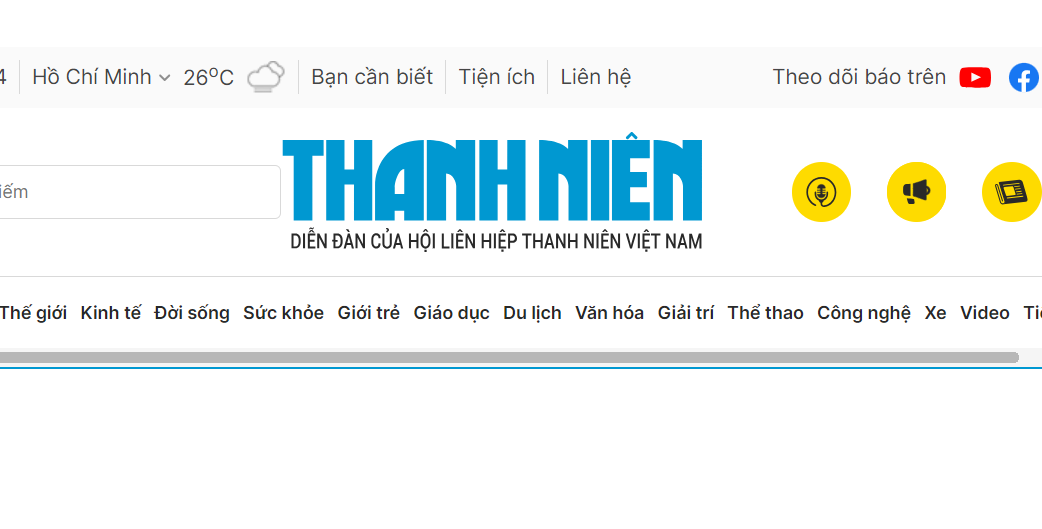 4 Hồ Chí Minh 26°C Bạn cần biết Tiện ích Liên hệ Theo dõi báo trên
iếm
THANH NIÊN
DIỄN ĐÀN CỦA HỘI LIÊN HIỆP THANH NIÊN VIỆT NAM
Thế giới Kinh tế Đời sống Sức khỏe Giới trẻ Giáo dục Du lịch Văn hóa Giải trí Thể thao Công nghệ Xe Video